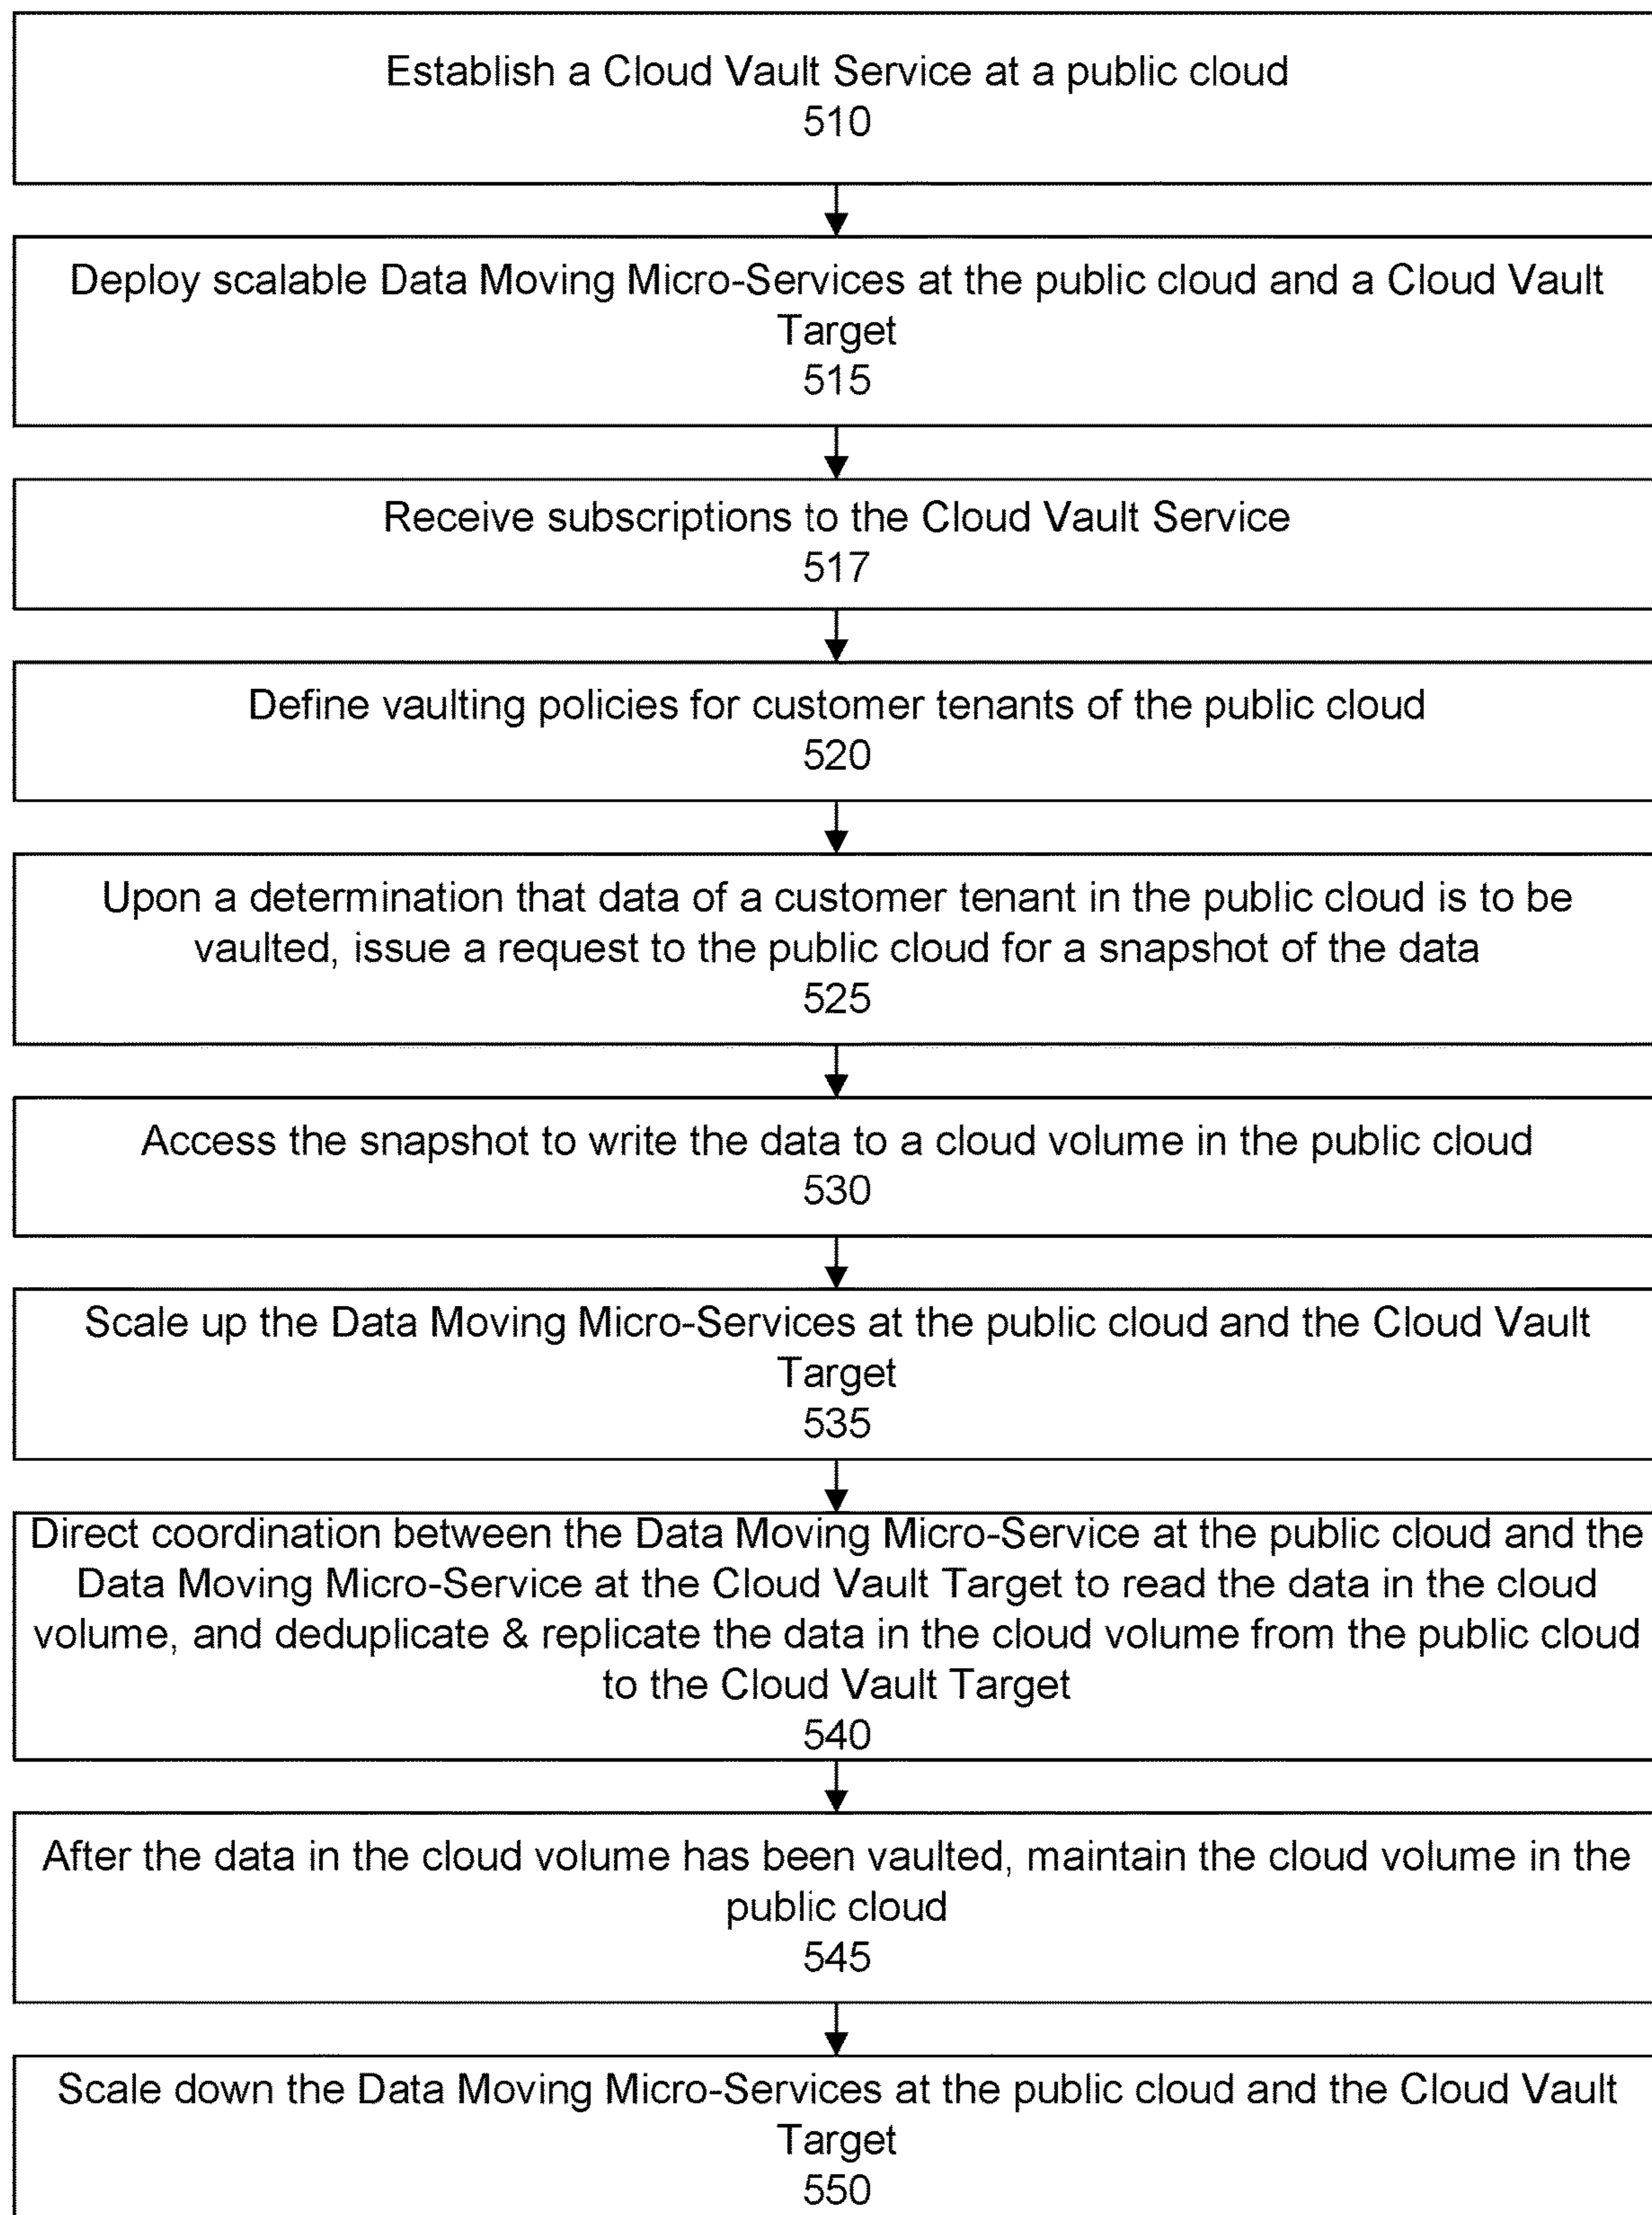 Establish a Cloud Vault Service at a public cloud
510
Deploy scalable Data Moving Micro-Services at the public cloud and a Cloud Vault
Target
515
Receive subscriptions to the Cloud Vault Service
517
Define vaulting policies for customer tenants of the public cloud
520
Upon a determination that data of a customer tenant in the public cloud is to be
vaulted, issue a request to the public cloud for a snapshot of the data
525
Access the snapshot to write the data to a cloud volume in the public cloud
530
Scale up the Data Moving Micro-Services at the public cloud and the Cloud Vault
Target
535
Direct coordination between the Data Moving Micro-Service at the public cloud and the
Data Moving Micro-Service at the Cloud Vault Target to read the data in the cloud
volume, and deduplicate & replicate the data in the cloud volume from the public cloud
to the Cloud Vault Target
540
After the data in the cloud volume has been vaulted, maintain the cloud volume in the
public cloud
545
Scale down the Data Moving Micro-Services at the public cloud and the Cloud Vault
Target
550